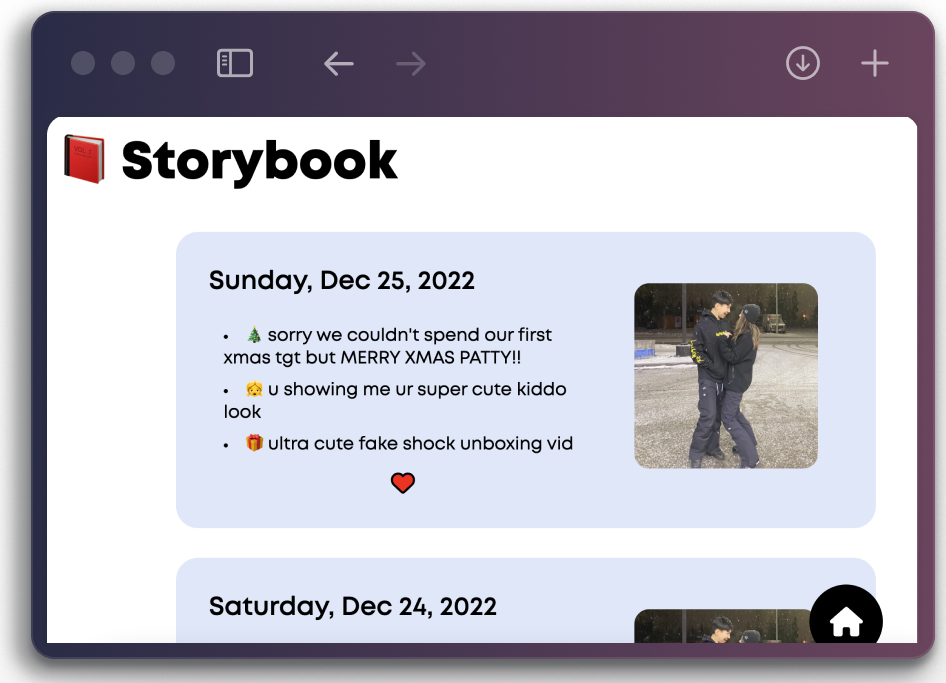 Storybook
Sunday, Dec 25, 2022
• 🎄 sorry we couldn't spend our first
xmas tgt but MERRY XMAS PATTY!!
• 👧 u showing me ur super cute kiddo
look
• 🎁 ultra cute fake shock unboxing vid
Saturday, Dec 24, 2022